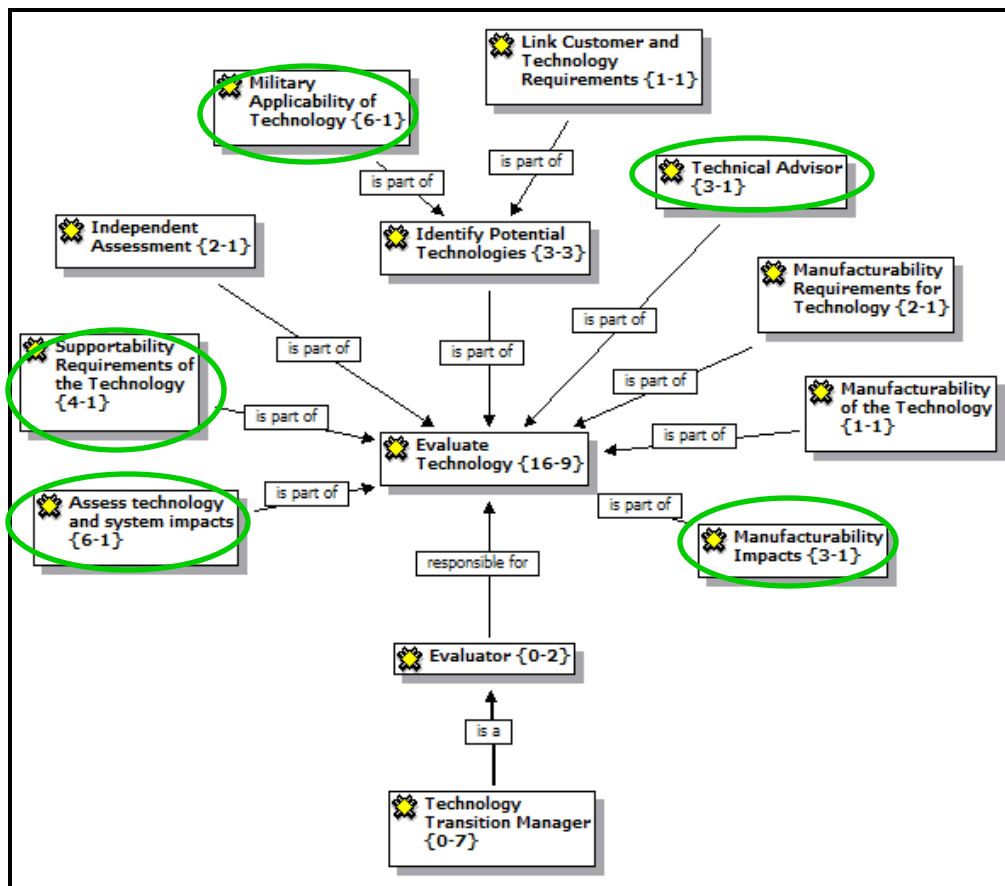 Link Customer and
Technology
Requirements {1-1}
Military
Applicability of
Technology {6-1}
is part of
is part of
Technical Advisor
{3-1}
Independent
Assessment {2-1}
Identify Potential
Technologies {3-3}
Manufacturability
Requirements for
Technology {2-1}
is part of
is part of
is part of
is part of
Supportability
Requirements of
the Technology
{4-1}
is part of
Manufacturability
of the Technology
{1-1}
is part of
Evaluate
Technology {16-9}
Assess technology
and system impacts
{6-1}
is part of
is part of
Manufacturability
Impacts {3-1}
responsible for
Evaluator {0-2}
is a
Technology
Transition Manager
{0-7}